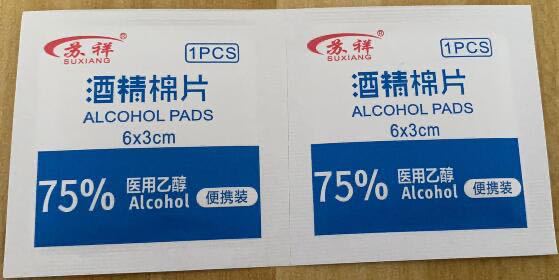 苏祥®
SUXIANG
1PCS
酒精棉片
ALCOHOL PADS
6x3cm
75%
医用乙醇
Alcohol
便携装
苏祥®
SUXIANG
1PCS
酒精棉片
ALCOHOL PADS
6x3cm
75%
医用乙醇
Alcohol
便携装